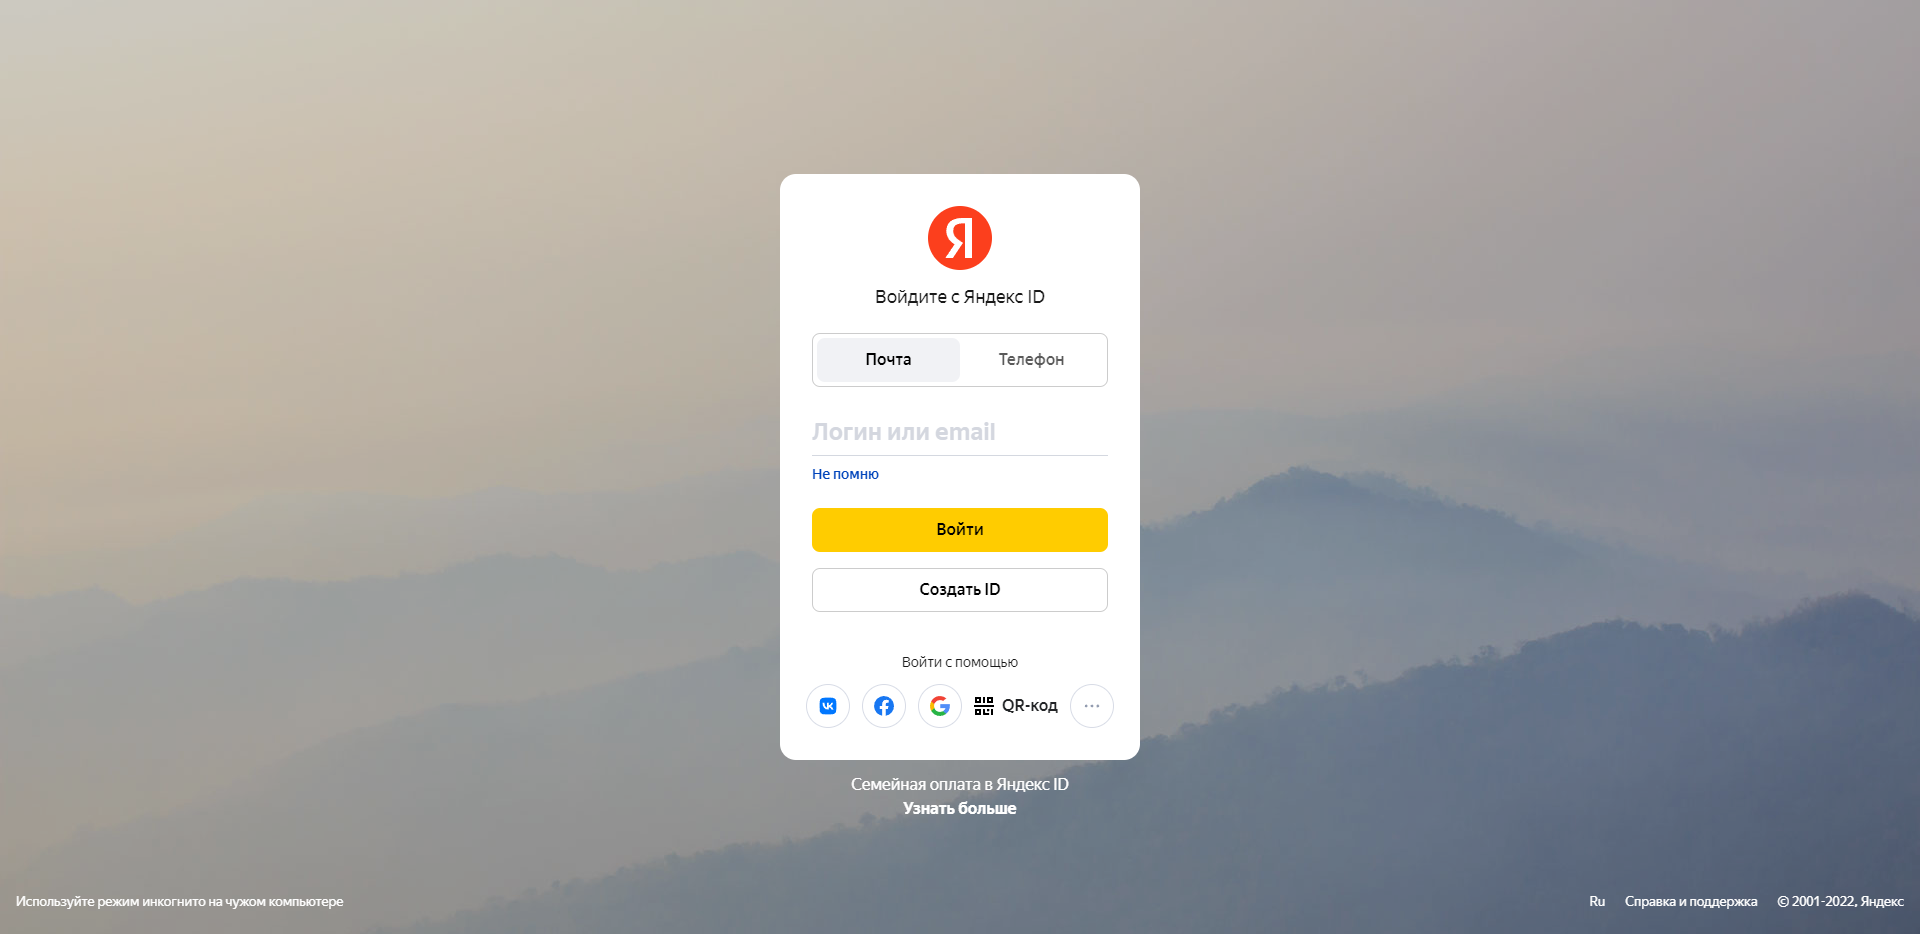 Я
Войдите с Яндекс ID
Почта
Телефон
Логин или email
Не помню
Войти
Создать ID
Войти с помощью
QR-код
Семейная оплата в Яндекс ID
Узнать больше
Используйте режим инкогнито на чужом компьютере
Ru
Справка и поддержка
© 2001-2022, Яндекс